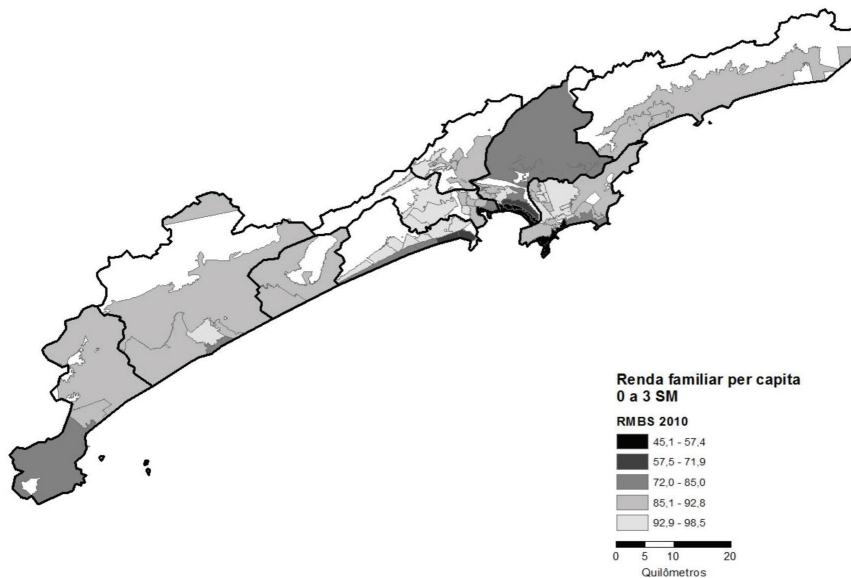 Renda familiar per capita
0 a 3 SM
RMBS 2010
45,1 - 57,4
57,5 - 71,9
72,0 - 85,0
85,1 - 92,8
92,9 - 98,5
0 5 10 20
Quilômetros